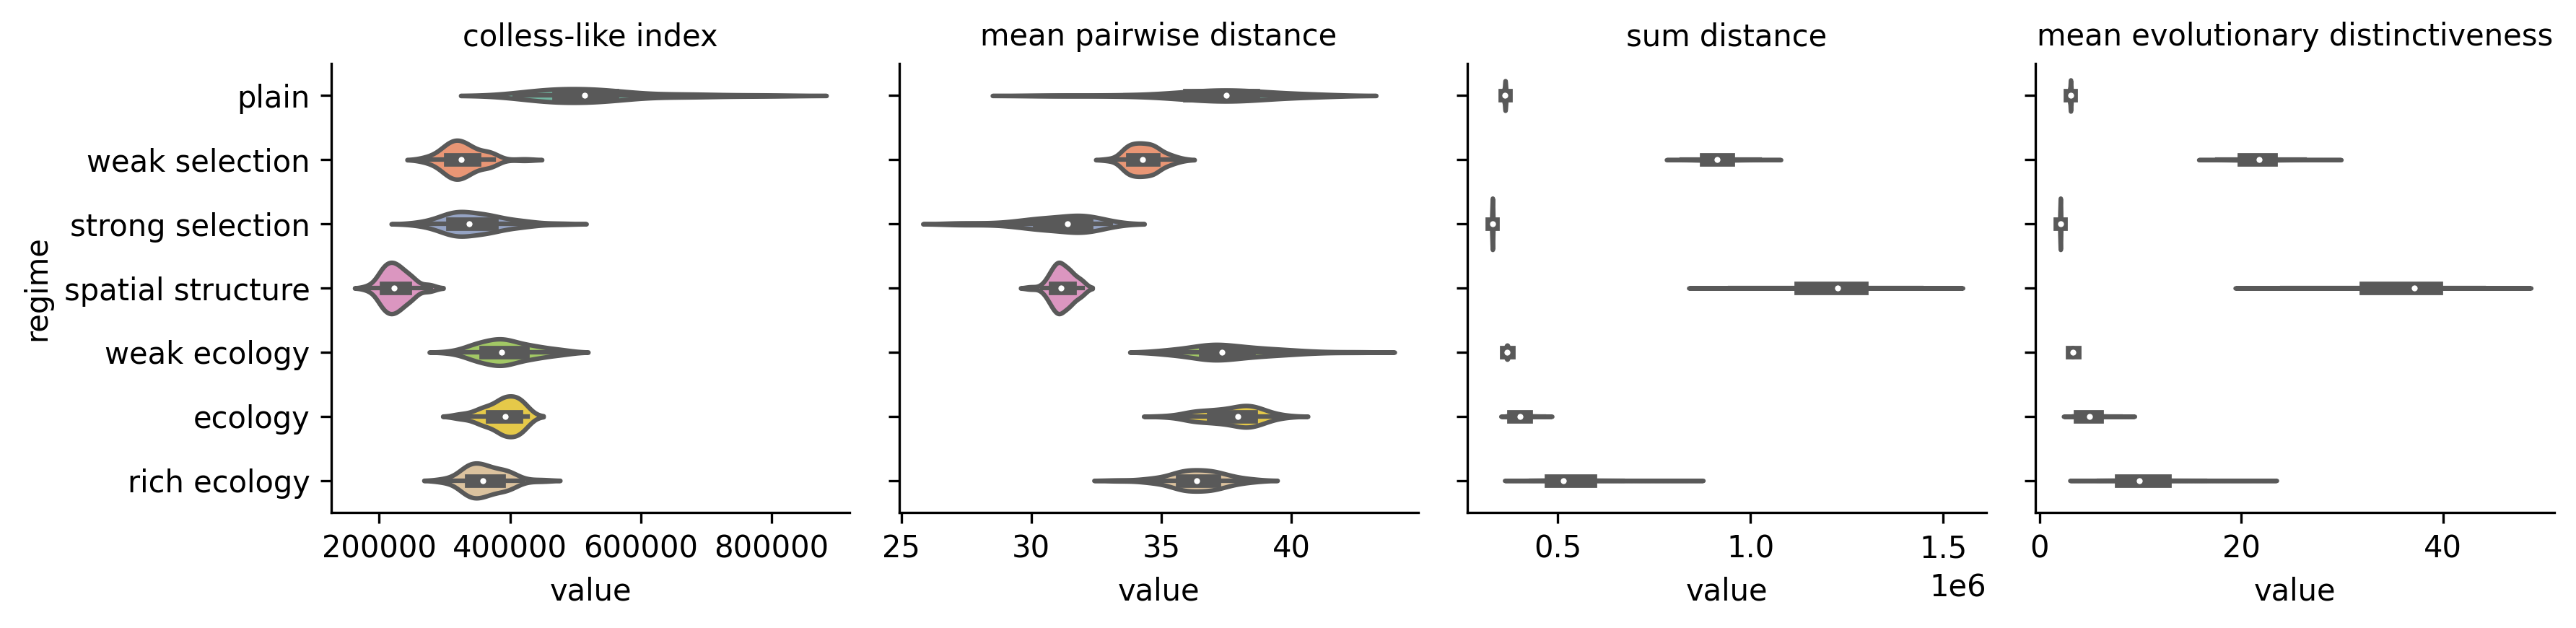 colless-like index
mean pairwise distance
sum distance
mean evolutionary distinctiveness
regime
plain
weak selection
strong selection
spatial structure
weak ecology
ecology
rich ecology
200000 400000 600000 800000
25 30 35 40
0.5 1.0 1.5
0 20 40
1e6
value
value
value
value